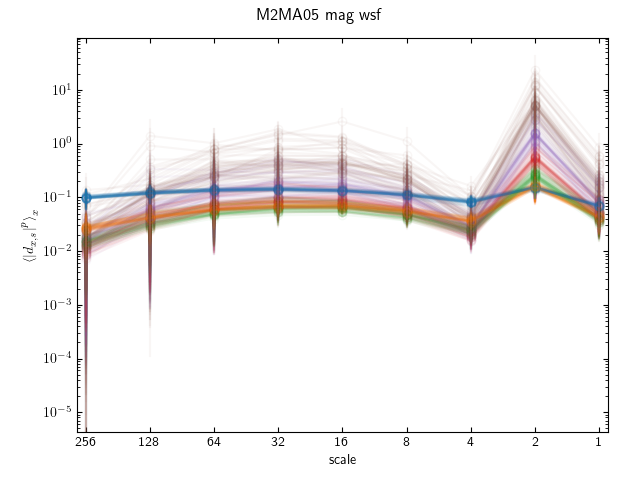 M2MA05 mag wsf
⟨|d_{x,s}|^p⟩_x
10^1
10^0
10^{-1}
10^{-2}
10^{-3}
10^{-4}
10^{-5}
256 128 64 32 16 8 4 2 1
scale